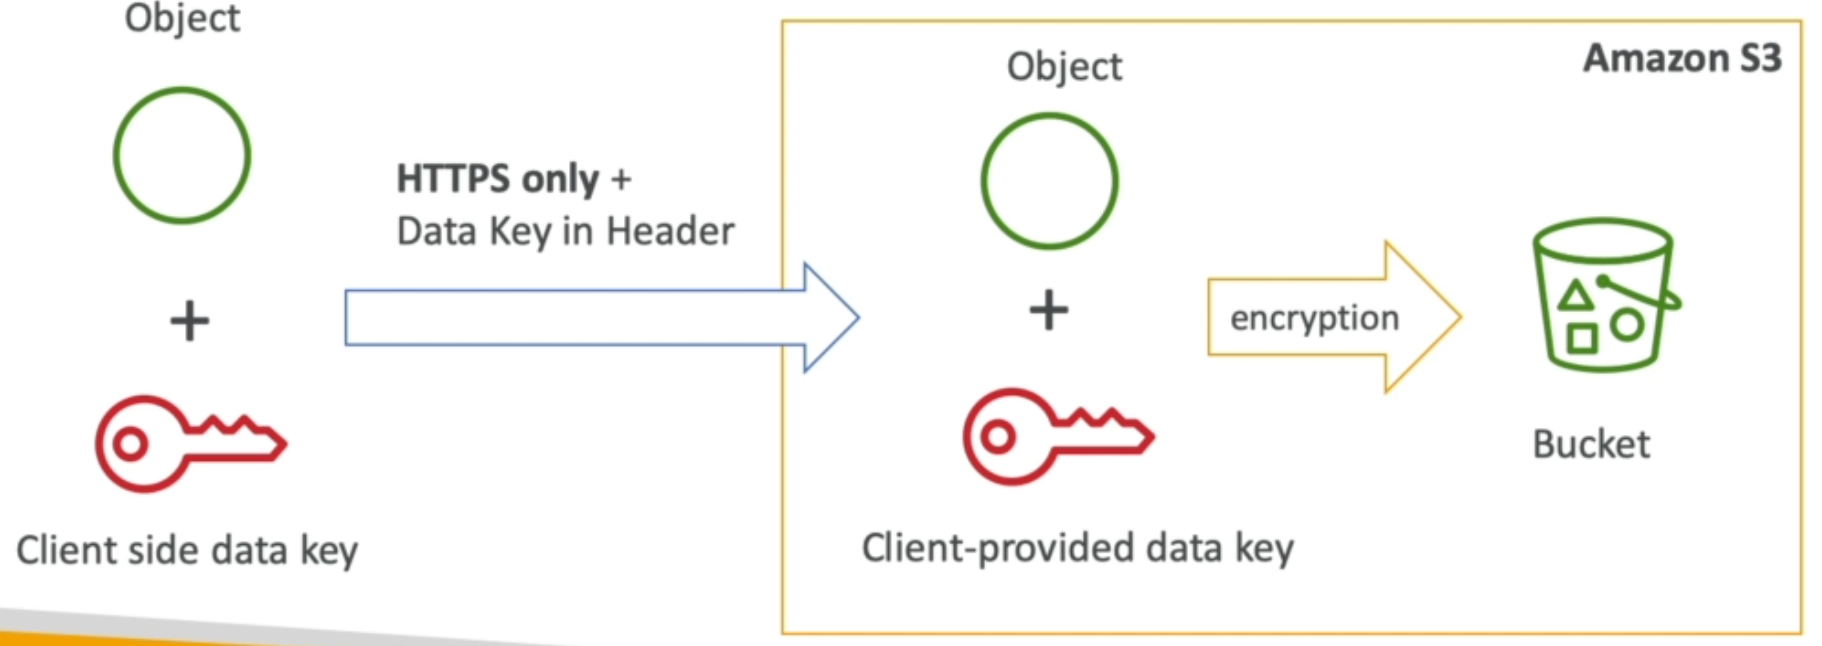 Object
+
Client side data key
HTTPS only +
Data Key in Header
Amazon S3
Object
+
Client-provided data key
encryption
Bucket